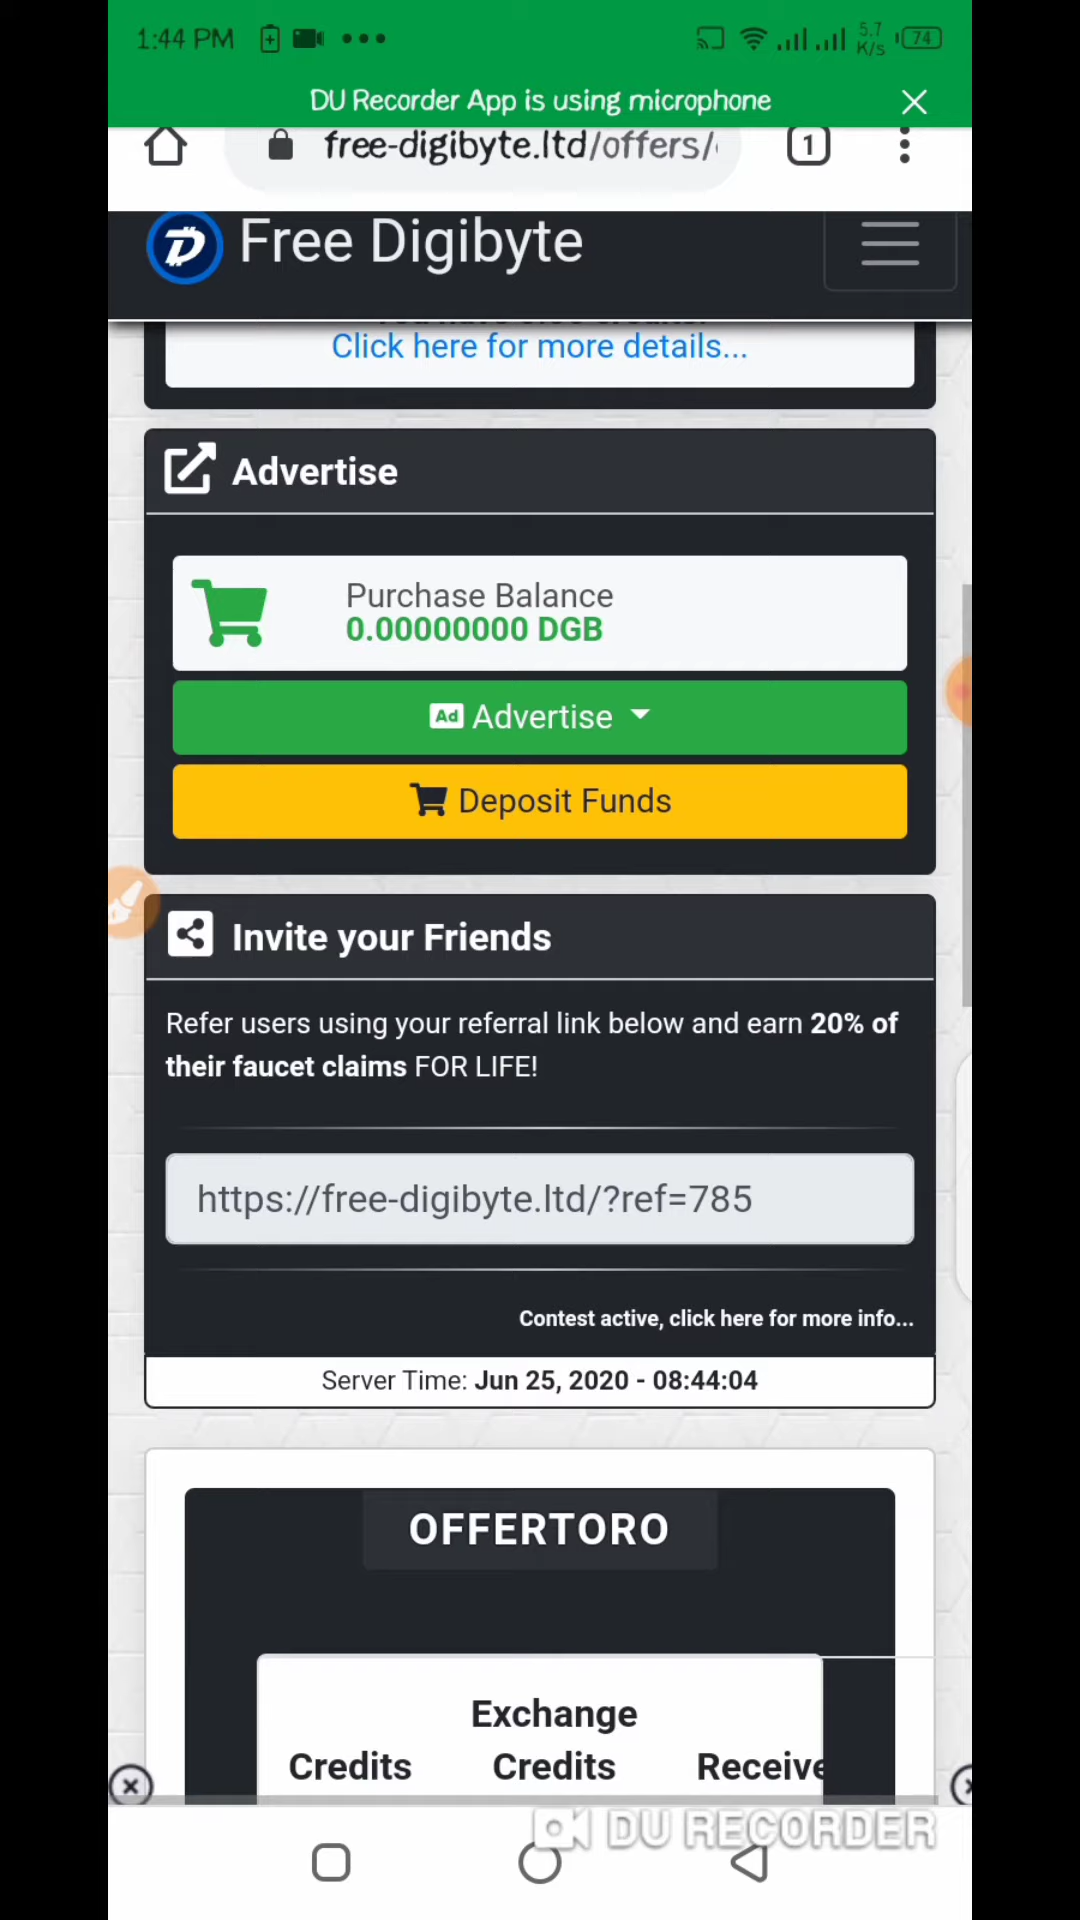 1:44 PM
5.7
K/s
74
DU Recorder App is using microphone
free-digibyte.ltd/offers/
1
Free Digibyte
Click here for more details...
Advertise
Purchase Balance
0.00000000 DGB
Ad Advertise
Deposit Funds
Invite your Friends
Refer users using your referral link below and earn 20% of
their faucet claims FOR LIFE!
https://free-digibyte.ltd/?ref=785
Contest active, click here for more info...
Server Time: Jun 25, 2020 - 08:44:04
OFFERTORO
Exchange
Credits Credits Receive
DU RECORDER